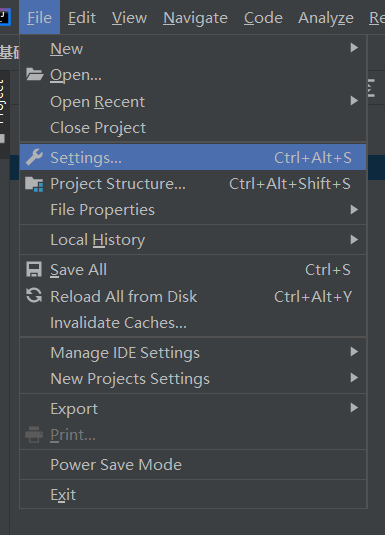 File Edit View Navigate Code Analyze Re
基础
Project
New
Open...
Open Recent
Close Project
Settings... Ctrl+Alt+S
Project Structure... Ctrl+Alt+Shift+S
File Properties
Local History
Save All Ctrl+S
Reload All from Disk Ctrl+Alt+Y
Invalidate Caches...
Manage IDE Settings
New Projects Settings
Export
Print...
Power Save Mode
Exit